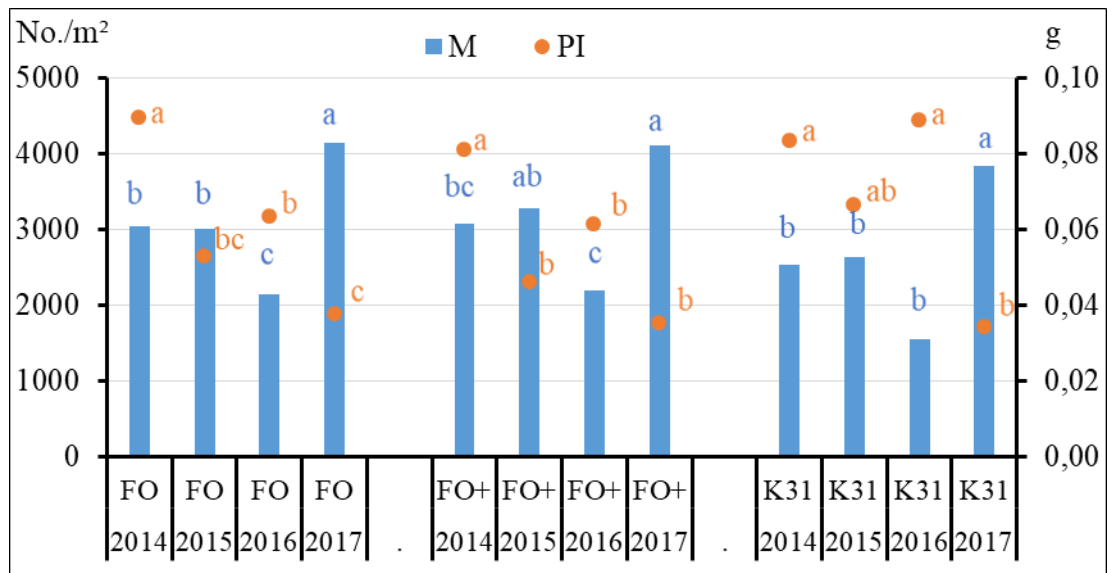 No./m² g
M PI
5000 0,10
a a a a a a
4000 0,08
b b bc ab ab
b b b b
3000 0,06
bc c b c b
2000 0,04
c b b b
1000 0,02
0 0,00
FO FO FO FO FO+ FO+ FO+ FO+ K31 K31 K31 K31
2014 2015 2016 2017 . 2014 2015 2016 2017 . 2014 2015 2016 2017